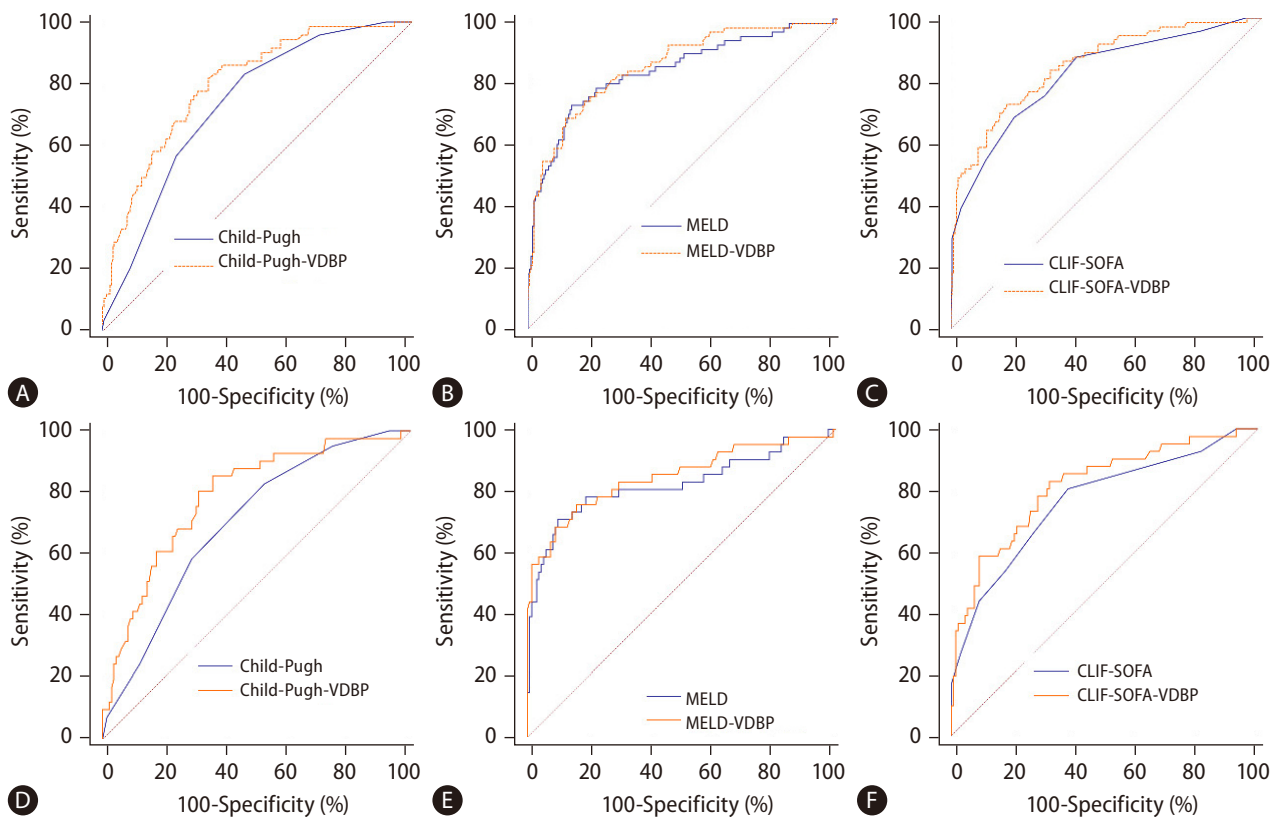 100
80
60
40
20
0
Sensitivity (%)
Child-Pugh
Child-Pugh-VDBP
0 20 40 60 80 100
100-Specificity (%)
A
100
80
60
40
20
0
Sensitivity (%)
MELD
MELD-VDBP
0 20 40 60 80 100
100-Specificity (%)
B
100
80
60
40
20
0
Sensitivity (%)
CLIF-SOFA
CLIF-SOFA-VDBP
0 20 40 60 80 100
100-Specificity (%)
C
100
80
60
40
20
0
Sensitivity (%)
Child-Pugh
Child-Pugh-VDBP
0 20 40 60 80 100
100-Specificity (%)
D
100
80
60
40
20
0
Sensitivity (%)
MELD
MELD-VDBP
0 20 40 60 80 100
100-Specificity (%)
E
100
80
60
40
20
0
Sensitivity (%)
CLIF-SOFA
CLIF-SOFA-VDBP
0 20 40 60 80 100
100-Specificity (%)
F